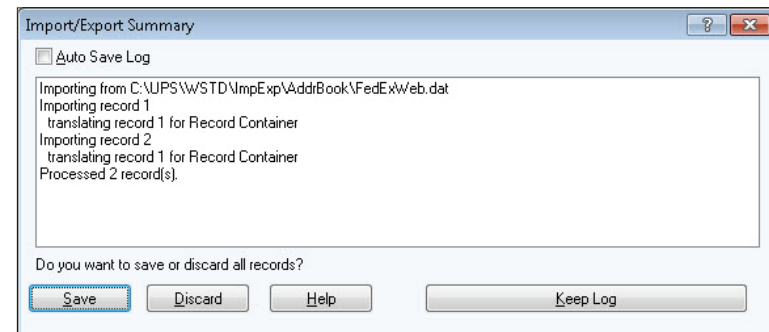 Import/Export Summary
Auto Save Log
Importing from C:\UPS\WSTD\ImpExp\AddrBook\FedExWeb.dat
Importing record 1
translating record 1 for Record Container
Importing record 2
translating record 1 for Record Container
Processed 2 record(s).
Do you want to save or discard all records?
Save Discard Help Keep Log